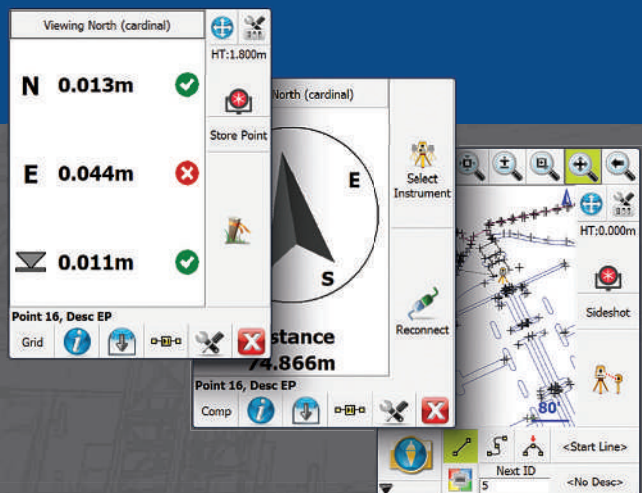 Viewing North (cardinal)
HT:1.800m
N 0.013m
Store Point
E 0.044m
0.011m
Point 16, Desc EP
Grid
North (cardinal)
E
S
Select
Instrument
Reconnect
74.866m
Point 16, Desc EP
Comp
HT:0.000m
Sideshot
80'
<Start Line>
Next ID
5
<No Desc>